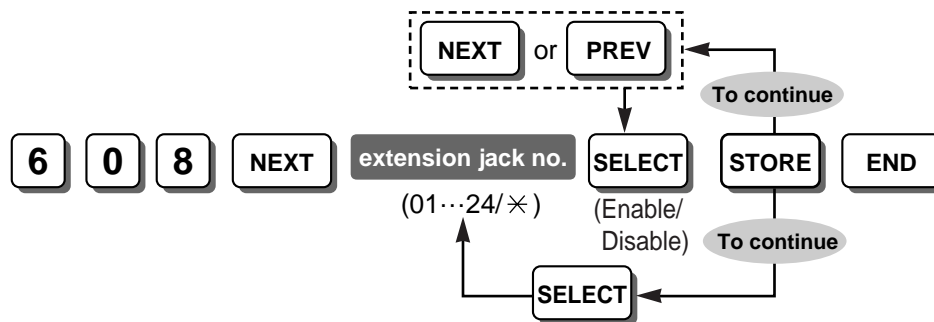 NEXT or PREV
To continue
6 0 8 NEXT extension jack no. SELECT STORE END
(01···24/✳)
(Enable/
Disable)
To continue
SELECT